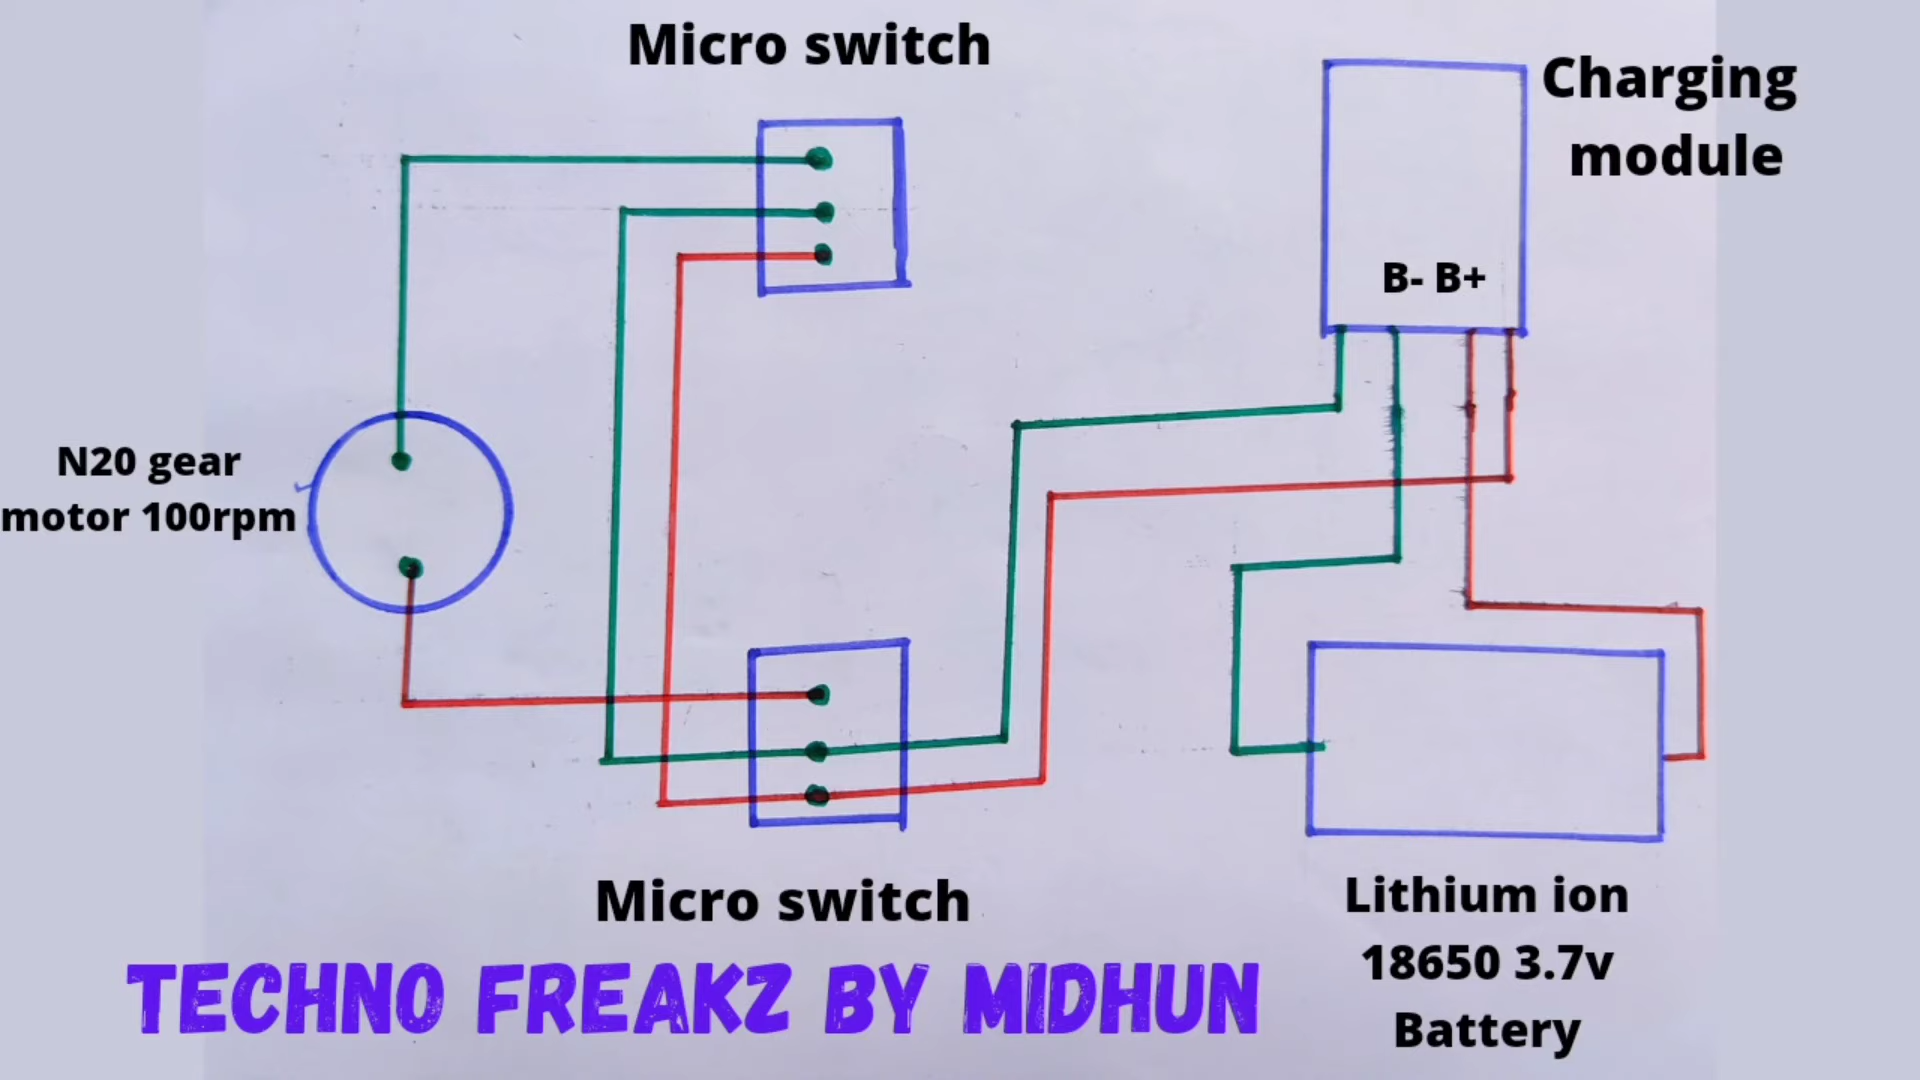 Micro switch
Charging
module
B- B+
N20 gear
motor 100rpm
Micro switch
Lithium ion
18650 3.7v
Battery
TECHNO FREAKZ BY MIDHUN